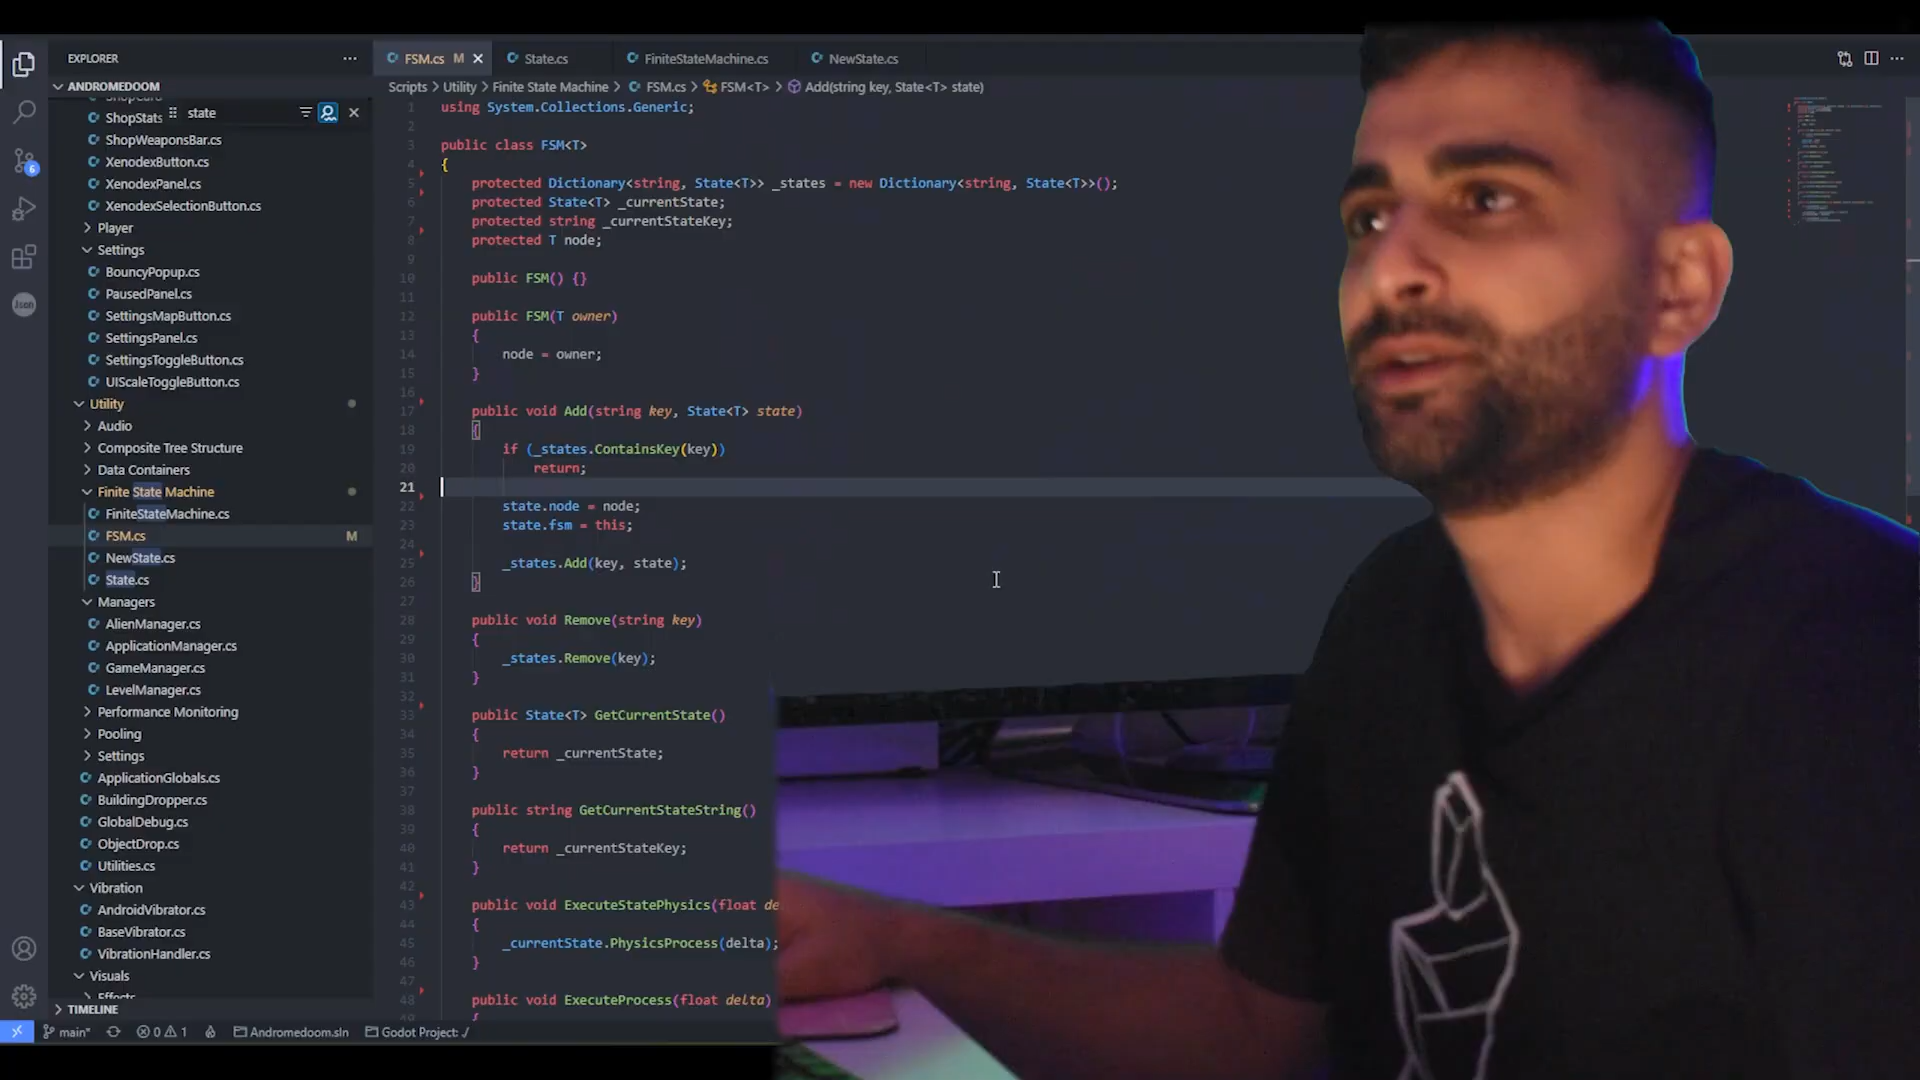 EXPLORER
ANDROMEDOOM
state
ShopStats
ShopWeaponsBar.cs
XenodexButton.cs
XenodexPanel.cs
XenodexSelectionButton.cs
Player
Settings
BouncyPopup.cs
PausedPanel.cs
SettingsMapButton.cs
SettingsPanel.cs
SettingsToggleButton.cs
UIScaleToggleButton.cs
Utility
Audio
Composite Tree Structure
Data Containers
Finite State Machine
FiniteStateMachine.cs
FSM.cs M
NewState.cs
State.cs
Managers
AlienManager.cs
ApplicationManager.cs
GameManager.cs
LevelManager.cs
Performance Monitoring
Pooling
Settings
ApplicationGlobals.cs
BuildingDropper.cs
GlobalDebug.cs
ObjectDrop.cs
Utilities.cs
Vibration
AndroidVibrator.cs
BaseVibrator.cs
VibrationHandler.cs
Visuals
TIMELINE
6
Json
FSM.cs M State.cs FiniteStateMachine.cs NewState.cs
Scripts > Utility > Finite State Machine > FSM.cs > FSM<T> > Add(string key, State<T> state)
1 using System.Collections.Generic;
2
3 public class FSM<T>
4 {
5 protected Dictionary<string, State<T>> _states = new Dictionary<string, State<T>>();
6 protected State<T> _currentState;
7 protected string _currentStateKey;
8 protected T node;
9
10 public FSM() {}
11
12 public FSM(T owner)
13 {
14 node = owner;
15 }
16
17 public void Add(string key, State<T> state)
18 {
19 if (_states.ContainsKey(key))
20 return;
21
22 state.node = node;
23 state.fsm = this;
24
25 _states.Add(key, state);
26 }
27
28 public void Remove(string key)
29 {
30 _states.Remove(key);
31 }
32
33 public State<T> GetCurrentState()
34 {
35 return _currentState;
36 }
37
38 public string GetCurrentStateString()
39 {
40 return _currentStateKey;
41 }
42
43 public void ExecuteStatePhysics(float de
44 {
45 _currentState.PhysicsProcess(delta);
46 }
47
48 public void ExecuteProcess(float delta)
main* 0 1 Andromedoom.sln Godot Project: ✓